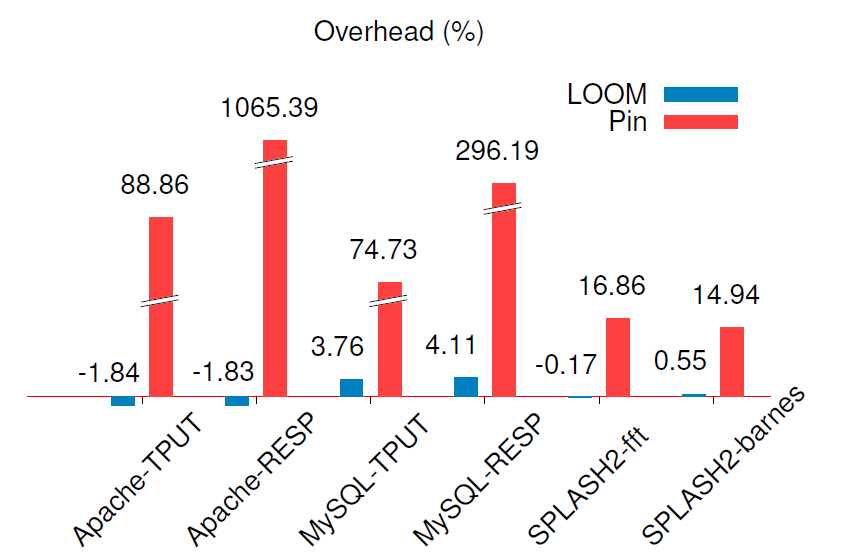 Overhead (%)
LOOM
Pin
1065.39
88.86
296.19
74.73
16.86
14.94
-1.84
-1.83
3.76
4.11
-0.17
0.55
Apache-TPUT
Apache-RESP
MySQL-TPUT
MySQL-RESP
SPLASH2-fft
SPLASH2-barnes